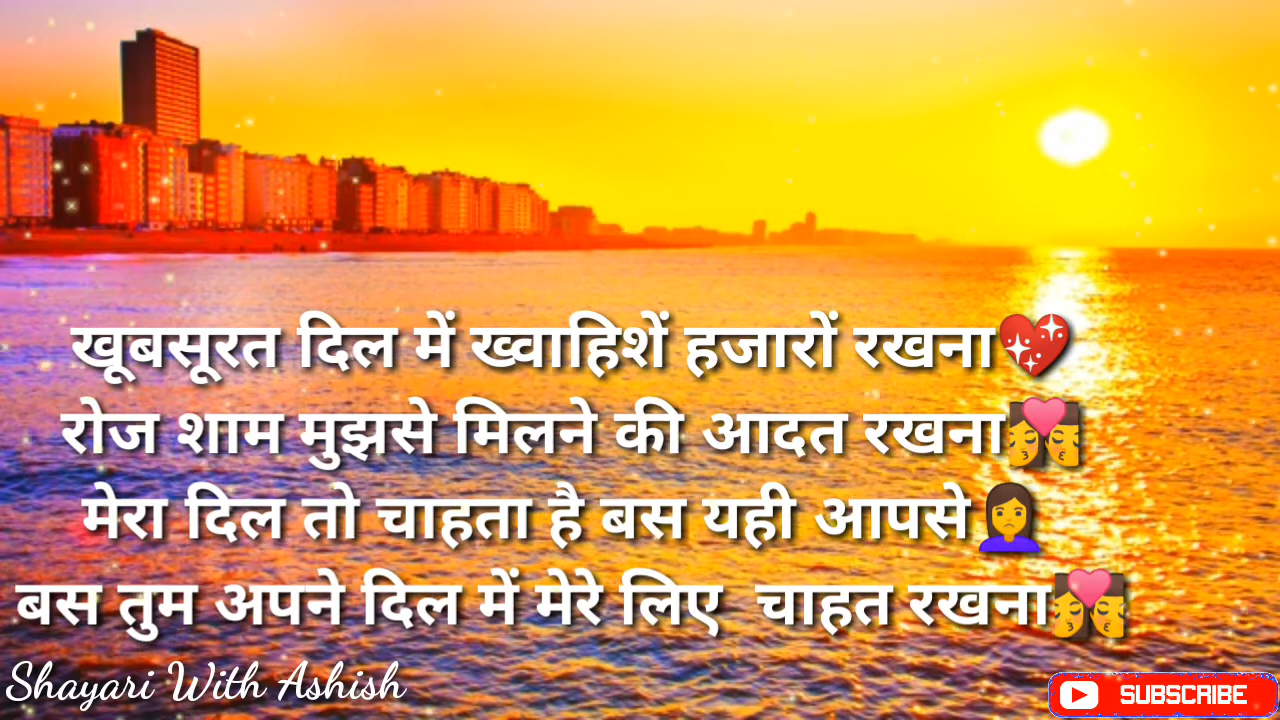 खूबसूरत दिल में ख्वाहिशें हजारों रखना💖
रोज शाम मुझसे मिलने की आदत रखना💏
मेरा दिल तो चाहता है बस यही आपसे🙍‍♀️
बस तुम अपने दिल में मेरे लिए  चाहत रखना💏
Shayari With Ashish
SUBSCRIBE